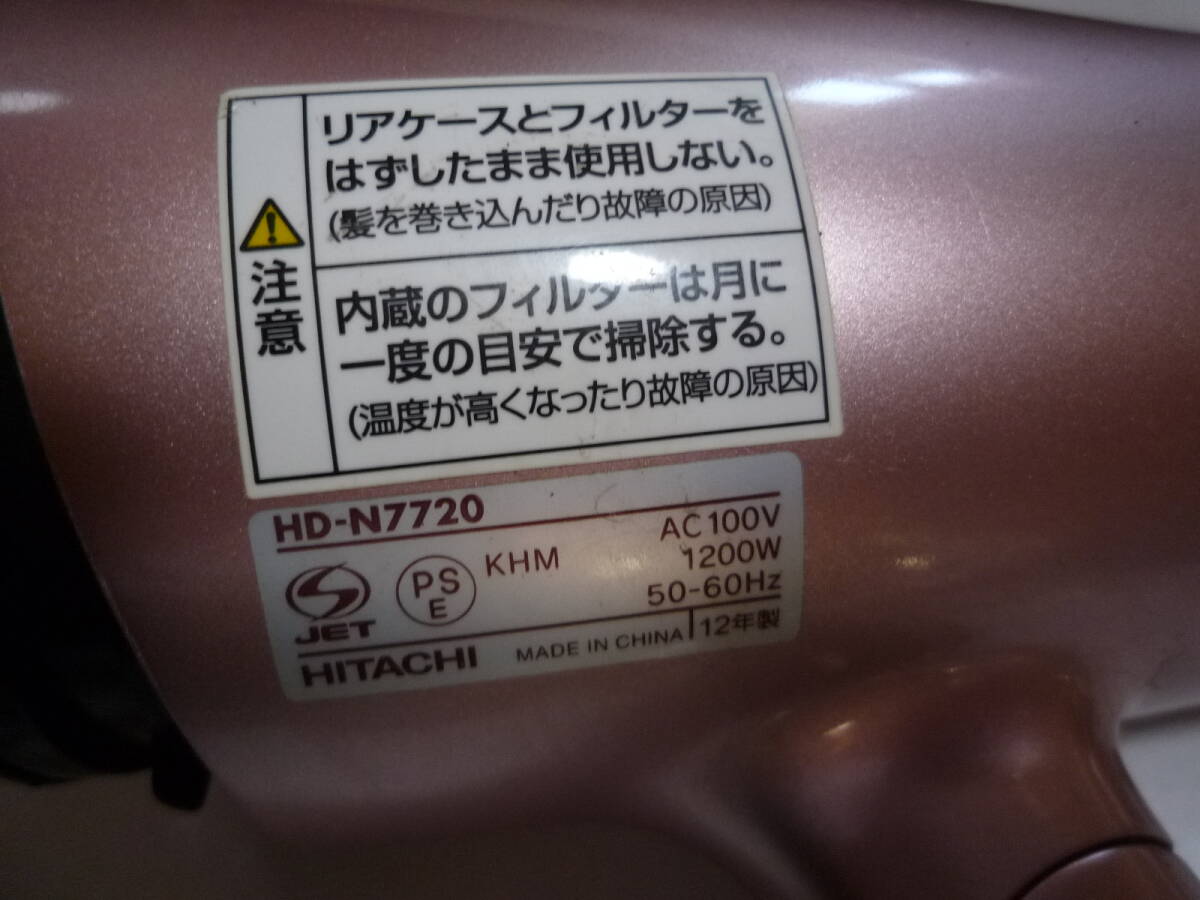 注意
リアケースとフィルターを
はずしたまま使用しない。
(髪を巻き込んだり故障の原因)
内蔵のフィルターは月に
一度の目安で掃除する。
(温度が高くなったり故障の原因)
HD-N7720
JET
PS
E
KHM
AC100V
1200W
50-60Hz
HITACHI MADE IN CHINA 12年製